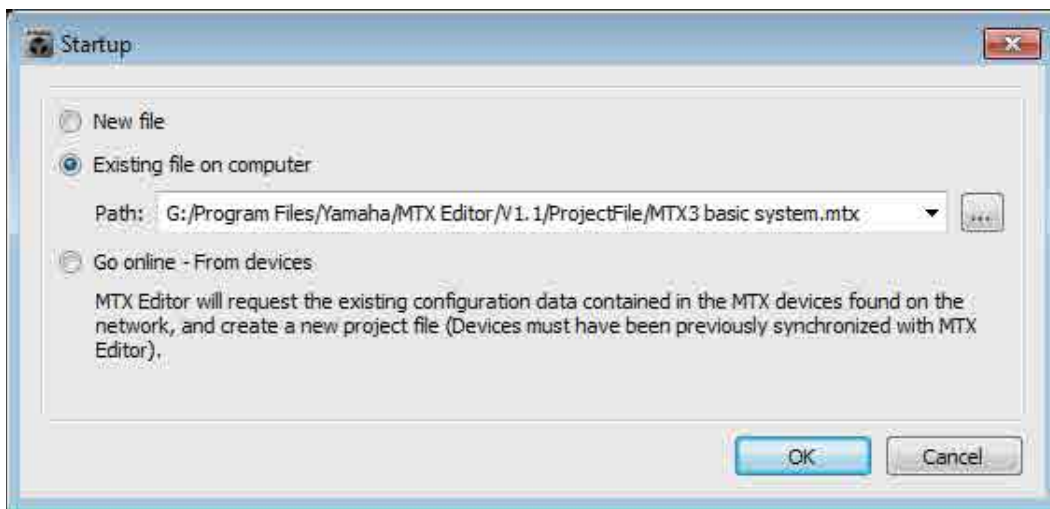 Startup
New file
Existing file on computer
Path: G:/Program Files/Yamaha/MTX Editor/V1.1/ProjectFile/MTX3 basic system.mtx ...
Go online - From devices
MTX Editor will request the existing configuration data contained in the MTX devices found on the
network, and create a new project file (Devices must have been previously synchronized with MTX
Editor).
OK Cancel